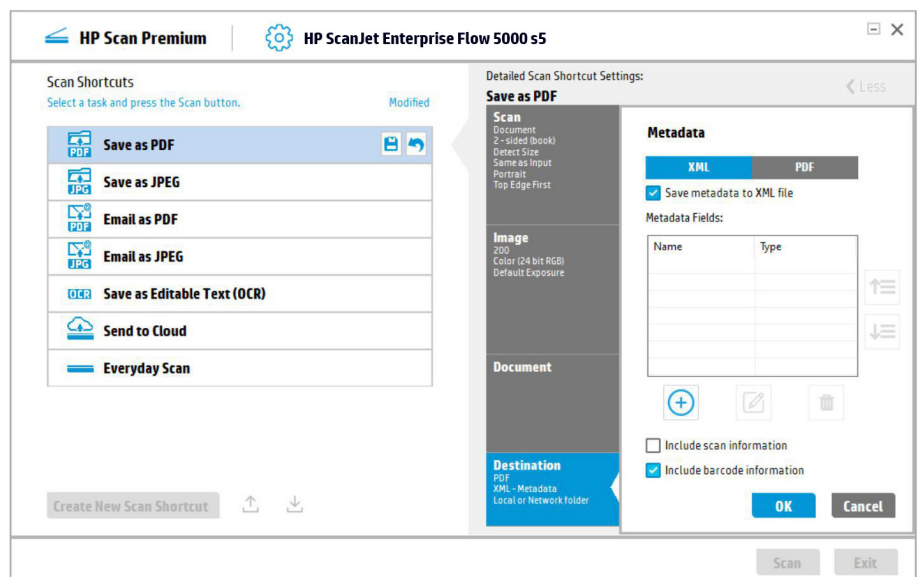 HP Scan Premium
HP ScanJet Enterprise Flow 5000 s5
Scan Shortcuts
Select a task and press the Scan button.
Modified
PDF
Save as PDF
JPG
Save as JPEG
PDF
Email as PDF
JPG
Email as JPEG
OCR
Save as Editable Text (OCR)
Send to Cloud
Everyday Scan
Create New Scan Shortcut
Detailed Scan Shortcut Settings:
Less
Save as PDF
Scan
Document
2 - sided (book)
Detect Size
Same as Input
Portrait
Top Edge First
Image
200
Color (24 bit RGB)
Default Exposure
Document
Destination
PDF
XML - Metadata
Local or Network folder
Metadata
XML
PDF
Save metadata to XML file
Metadata Fields:
Name
Type
Include scan information
Include barcode information
OK
Cancel
Scan
Exit